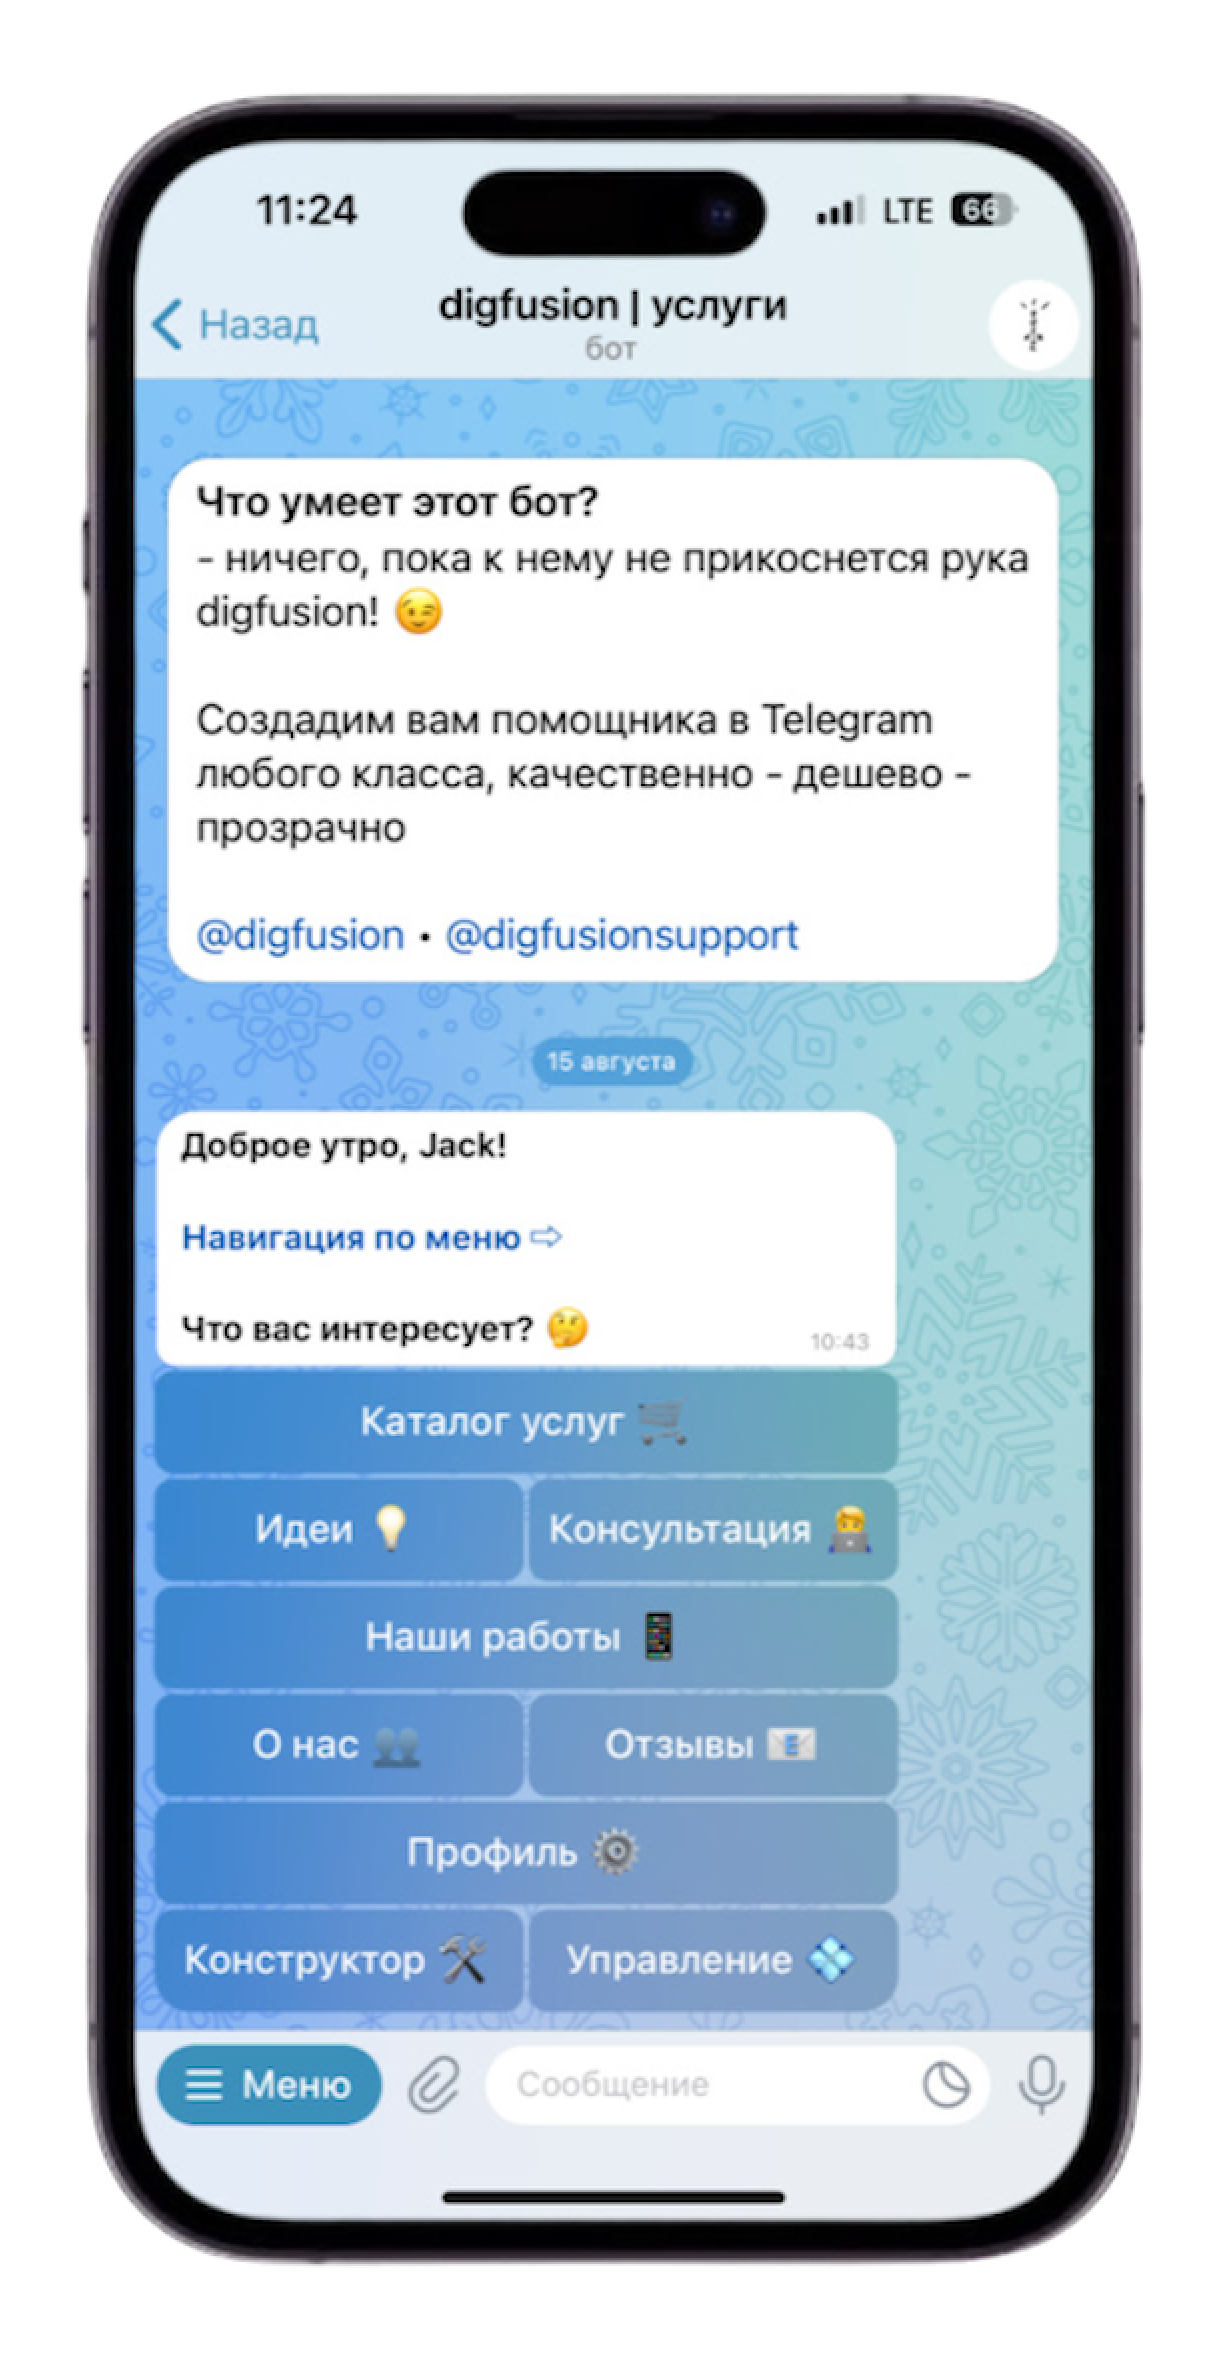 11:24
LTE 66
Назад
digfusion | услуги
бот
Что умеет этот бот?
- ничего, пока к нему не прикоснется рука
digfusion! 😉
Создадим вам помощника в Telegram
любого класса, качественно - дешево -
прозрачно
@digfusion • @digfusionsupport
15 августа
Доброе утро, Jack!
Навигация по меню ⇨
Что вас интересует? 🤔
10:43
Каталог услуг 🛒
Идеи 💡
Консультация 👨‍💻
Наши работы 📱
О нас 👥
Отзывы 📧
Профиль ⚙️
Конструктор 🛠
Управление 💠
Меню
Сообщение